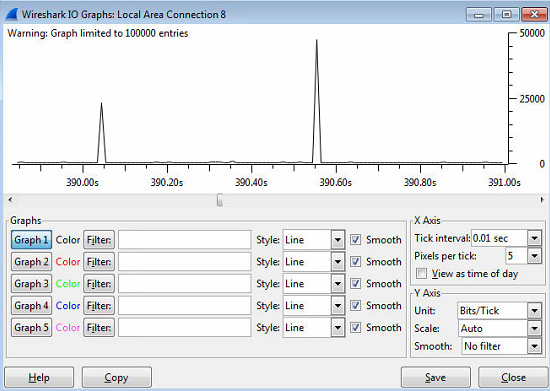 Wireshark IO Graphs: Local Area Connection 8
Warning: Graph limited to 100000 entries
50000
25000
0
390.00s 390.20s 390.40s 390.60s 390.80s 391.00s
Graphs
Graph 1 Color Filter: Style: Line Smooth
Graph 2 Color Filter: Style: Line Smooth
Graph 3 Color Filter: Style: Line Smooth
Graph 4 Color Filter: Style: Line Smooth
Graph 5 Color Filter: Style: Line Smooth
X Axis
Tick interval: 0.01 sec
Pixels per tick: 5
View as time of day
Y Axis
Unit: Bits/Tick
Scale: Auto
Smooth: No filter
Help Copy Save Close